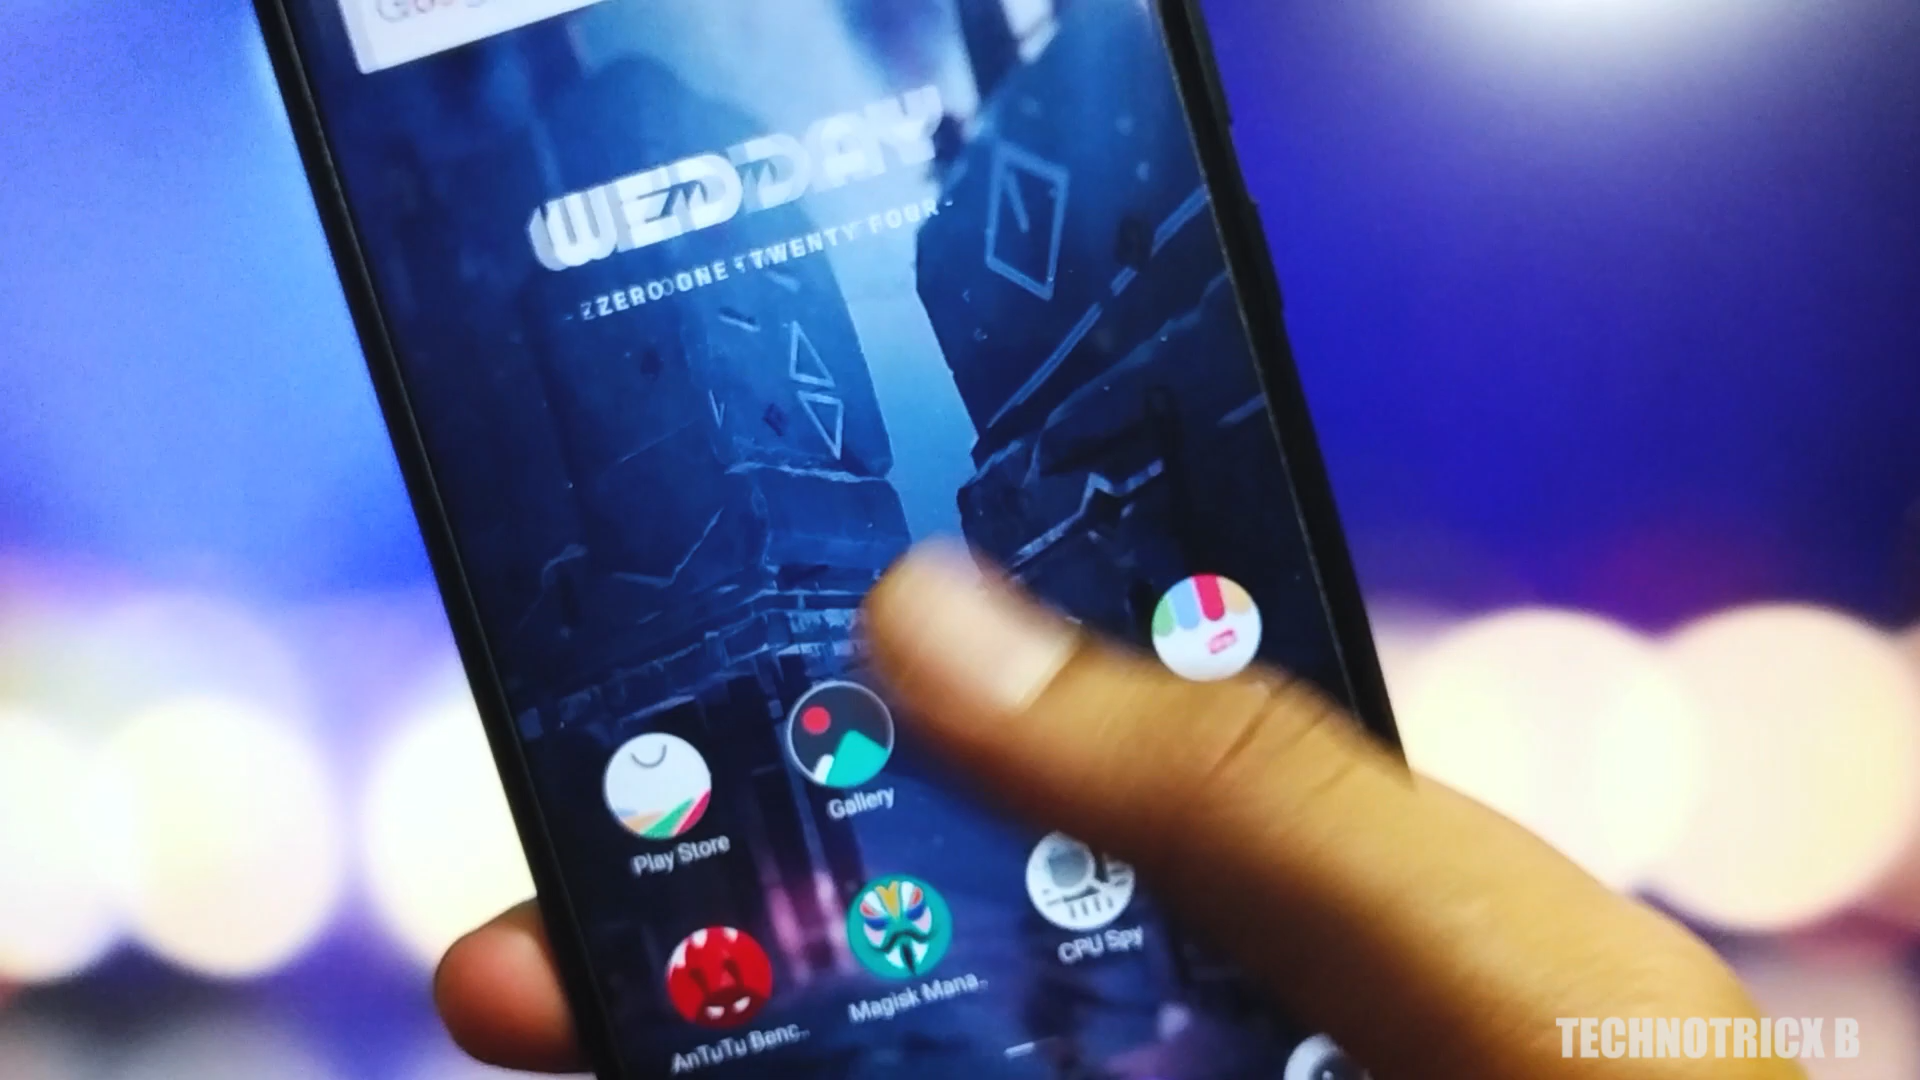 WEDDAY
- ZERO ONE : TWENTY FOUR -
Gallery
Play Store
CPU Spy
Magisk Mana..
AnTuTu Benc..
TECHNOTRICX B